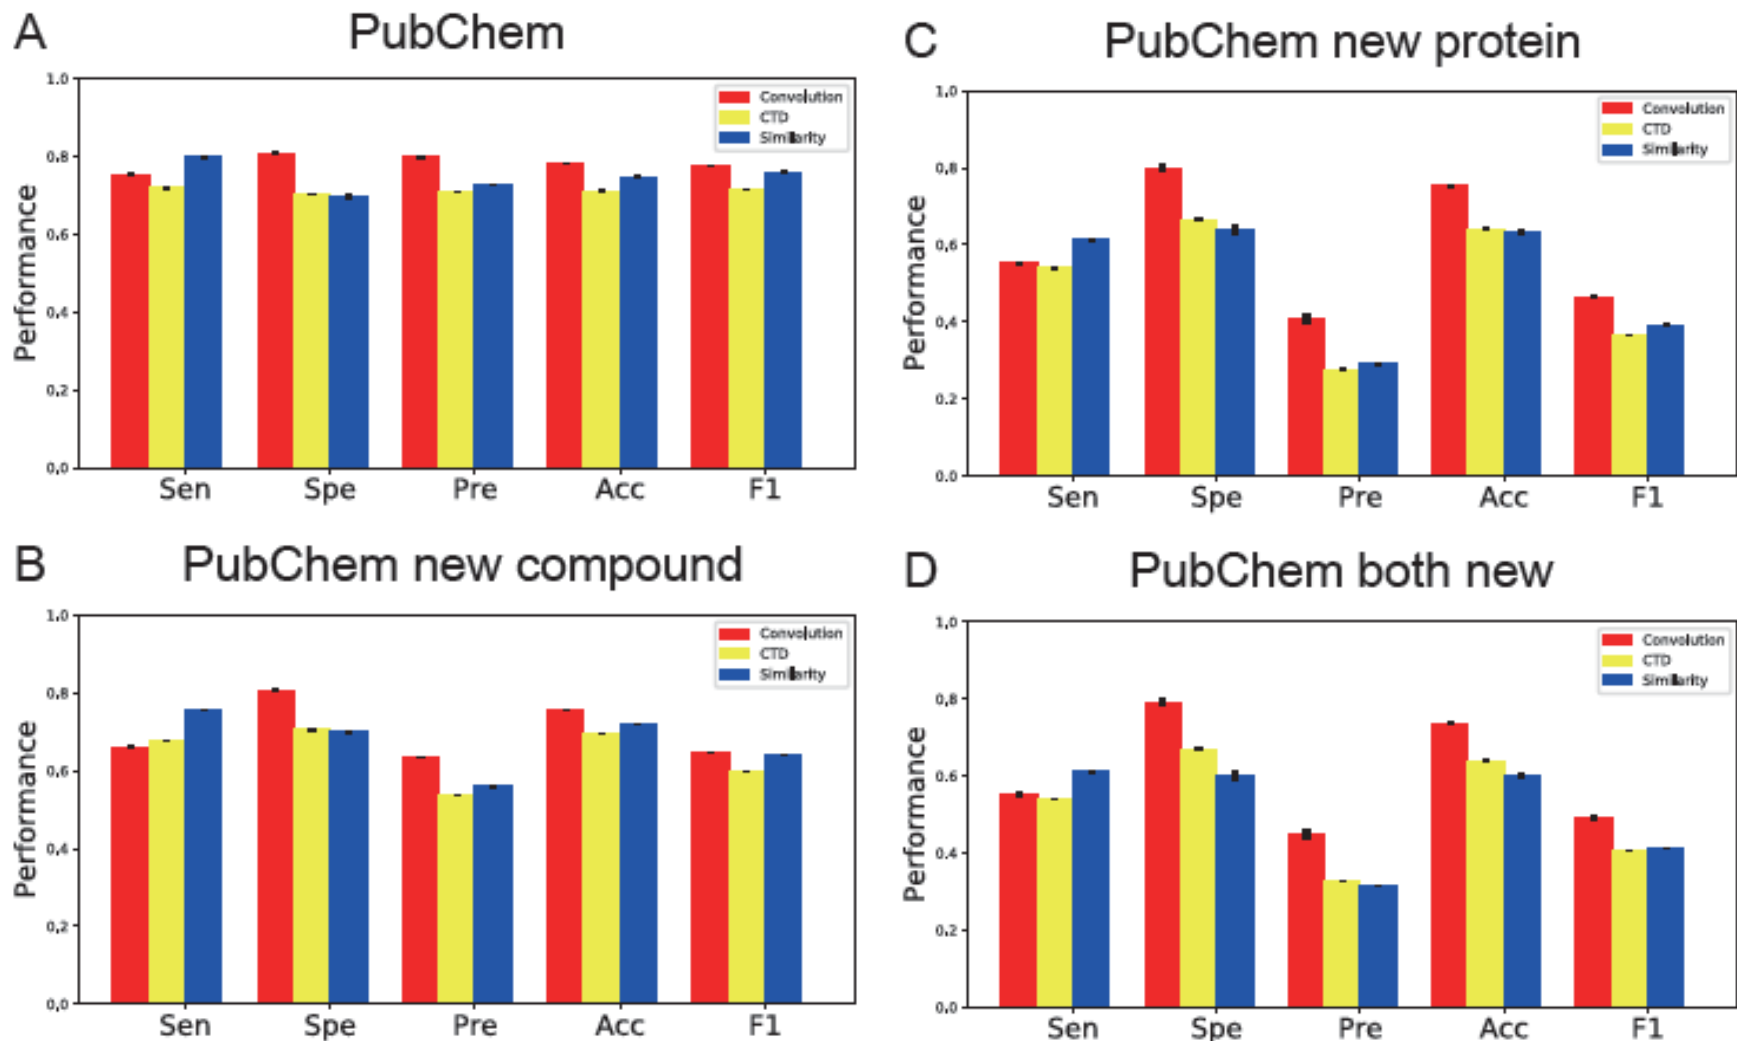 A PubChem
1.0
0.8
0.6
0.4
0.2
0.0
Performance
Convolution
CTD
Similarity
Sen Spe Pre Acc F1
B PubChem new compound
1.0
0.8
0.6
0.4
0.2
0.0
Performance
Convolution
CTD
Similarity
Sen Spe Pre Acc F1
C PubChem new protein
1.0
0.8
0.6
0.4
0.2
0.0
Performance
Convolution
CTD
Similarity
Sen Spe Pre Acc F1
D PubChem both new
1.0
0.8
0.6
0.4
0.2
0.0
Performance
Convolution
CTD
Similarity
Sen Spe Pre Acc F1